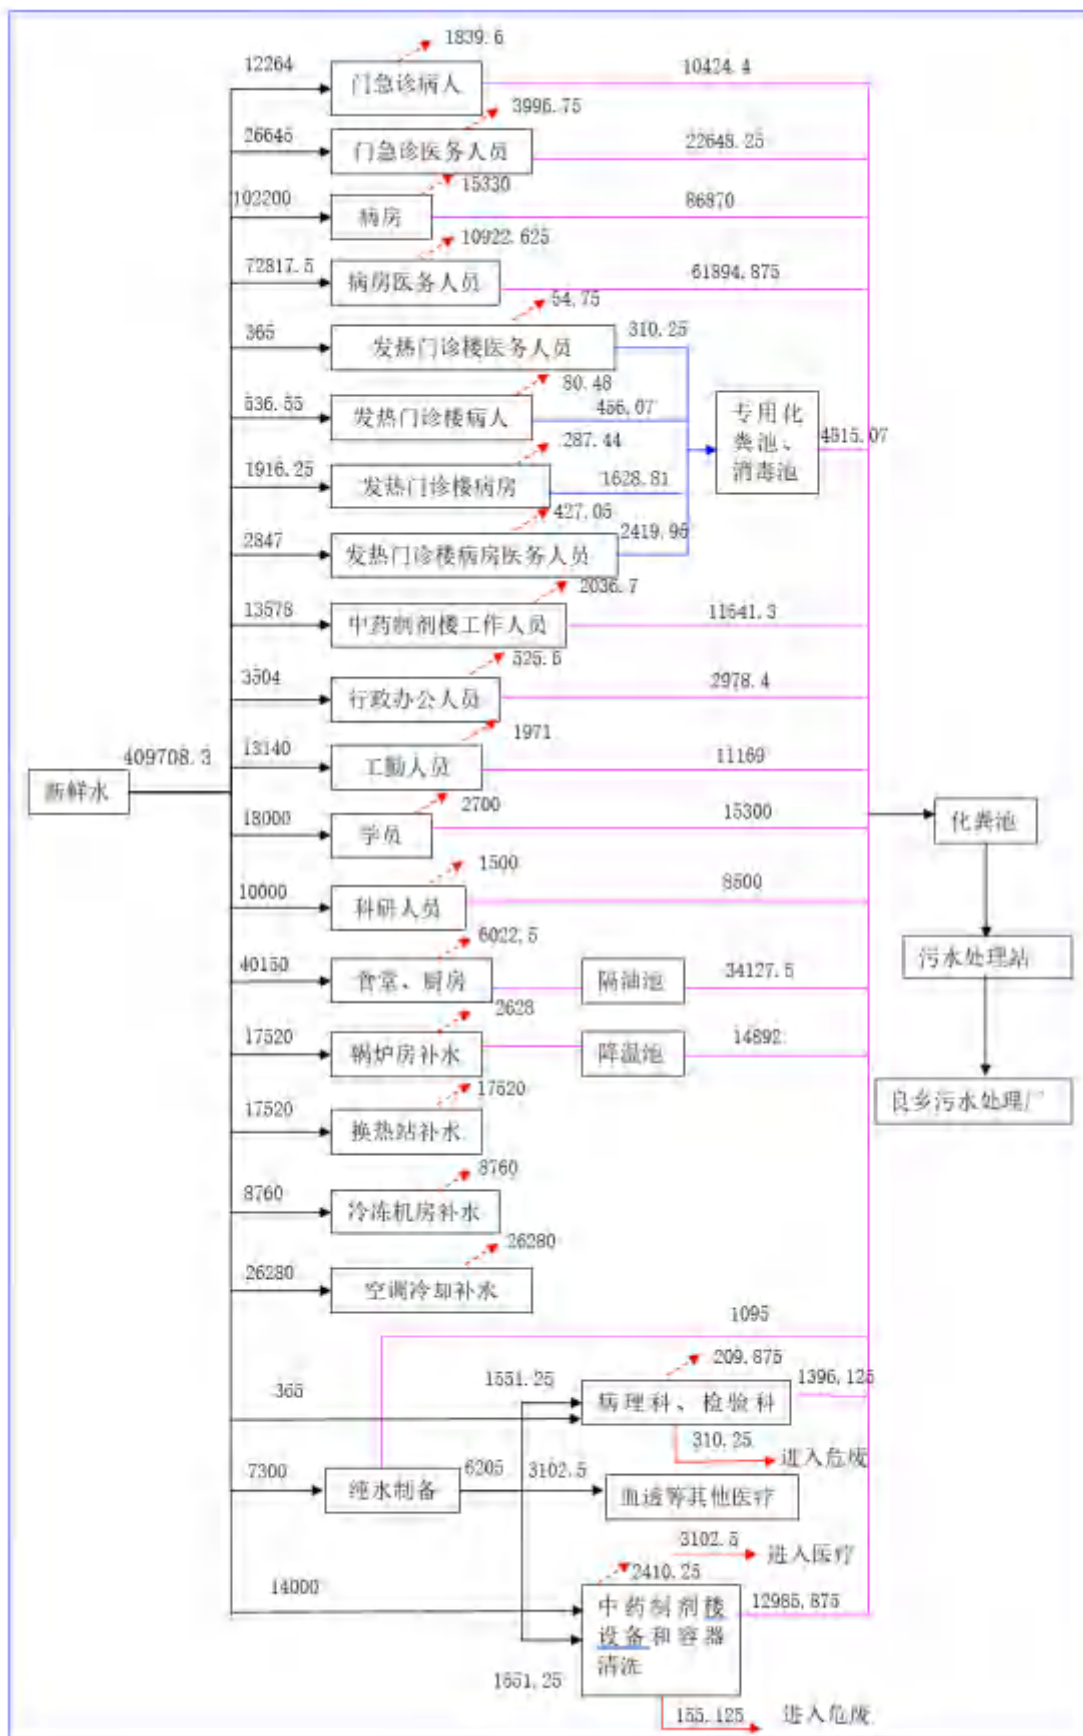 1839.6
12264
门急诊病人
10424.4
3996.75
26645
门急诊医务人员
22648.25
15330
102200
病房
86870
10922.625
72817.5
病房医务人员
61894.875
54.75
365
发热门诊楼医务人员
310.25
80.48
536.55
发热门诊楼病人
456.07
专用化
粪池、
消毒池
4815.07
287.44
1916.25
发热门诊楼病房
1628.81
427.05
2847
发热门诊楼病房医务人员
2419.95
2036.7
13578
中药制剂楼工作人员
11541.3
525.6
3504
行政办公人员
2978.4
1971
409708.3
新鲜水
13140
工勤人员
11169
2700
18000
学员
15300
化粪池
1500
10000
科研人员
8500
6022.5
40150
食堂、厨房
隔油池
34127.5
污水处理站
2628
17520
锅炉房补水
降温池
14892
17520
17520
换热站补水
良乡污水处理厂
8760
8760
冷冻机房补水
26280
26280
空调冷却补水
1095
209.875
1551.25
病理科、检验科
1396.125
365
310.25
进入危废
7300
纯水制备
6205
3102.5
血透等其他医疗
3102.5
进入医疗
2410.25
14000
中药制剂楼
设备和容器
清洗
12985.875
1551.25
155.125
进入危废